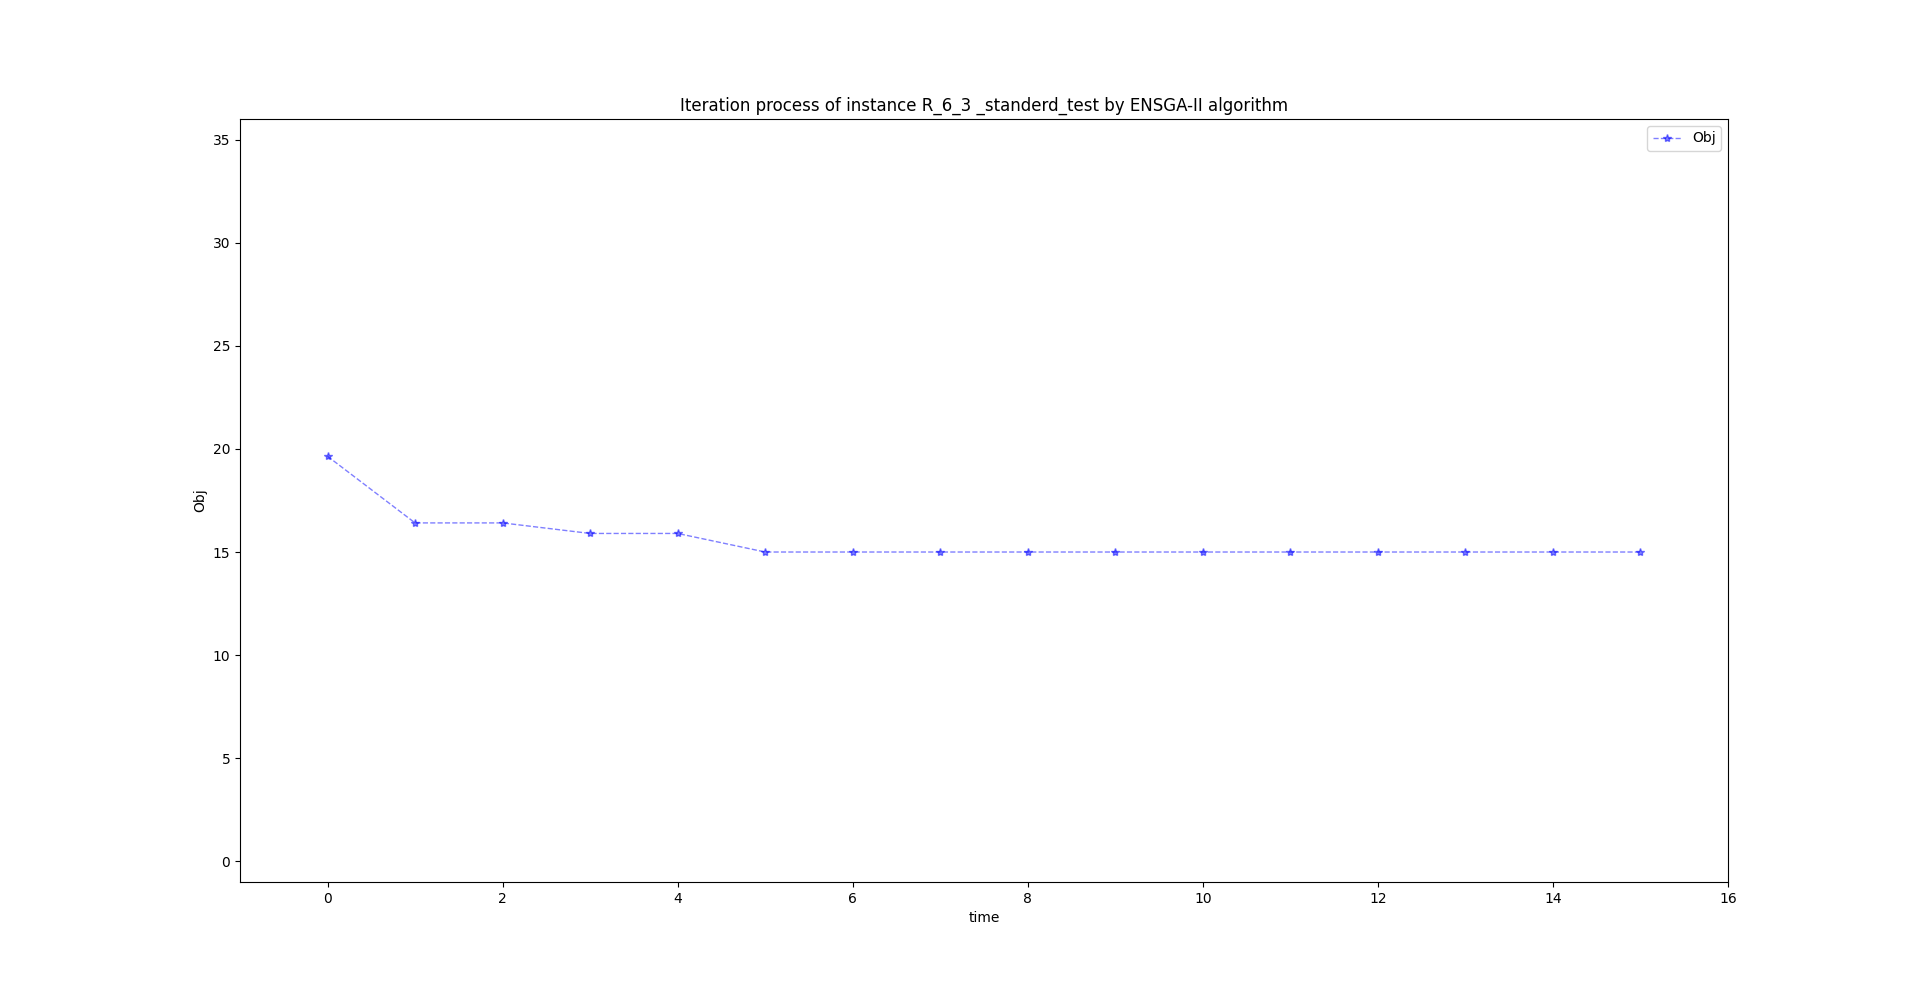 Iteration process of instance R_6_3 _standerd_test by ENSGA-II algorithm
Obj
35
30
25
20
15
10
5
0
Obj
0 2 4 6 8 10 12 14 16
time